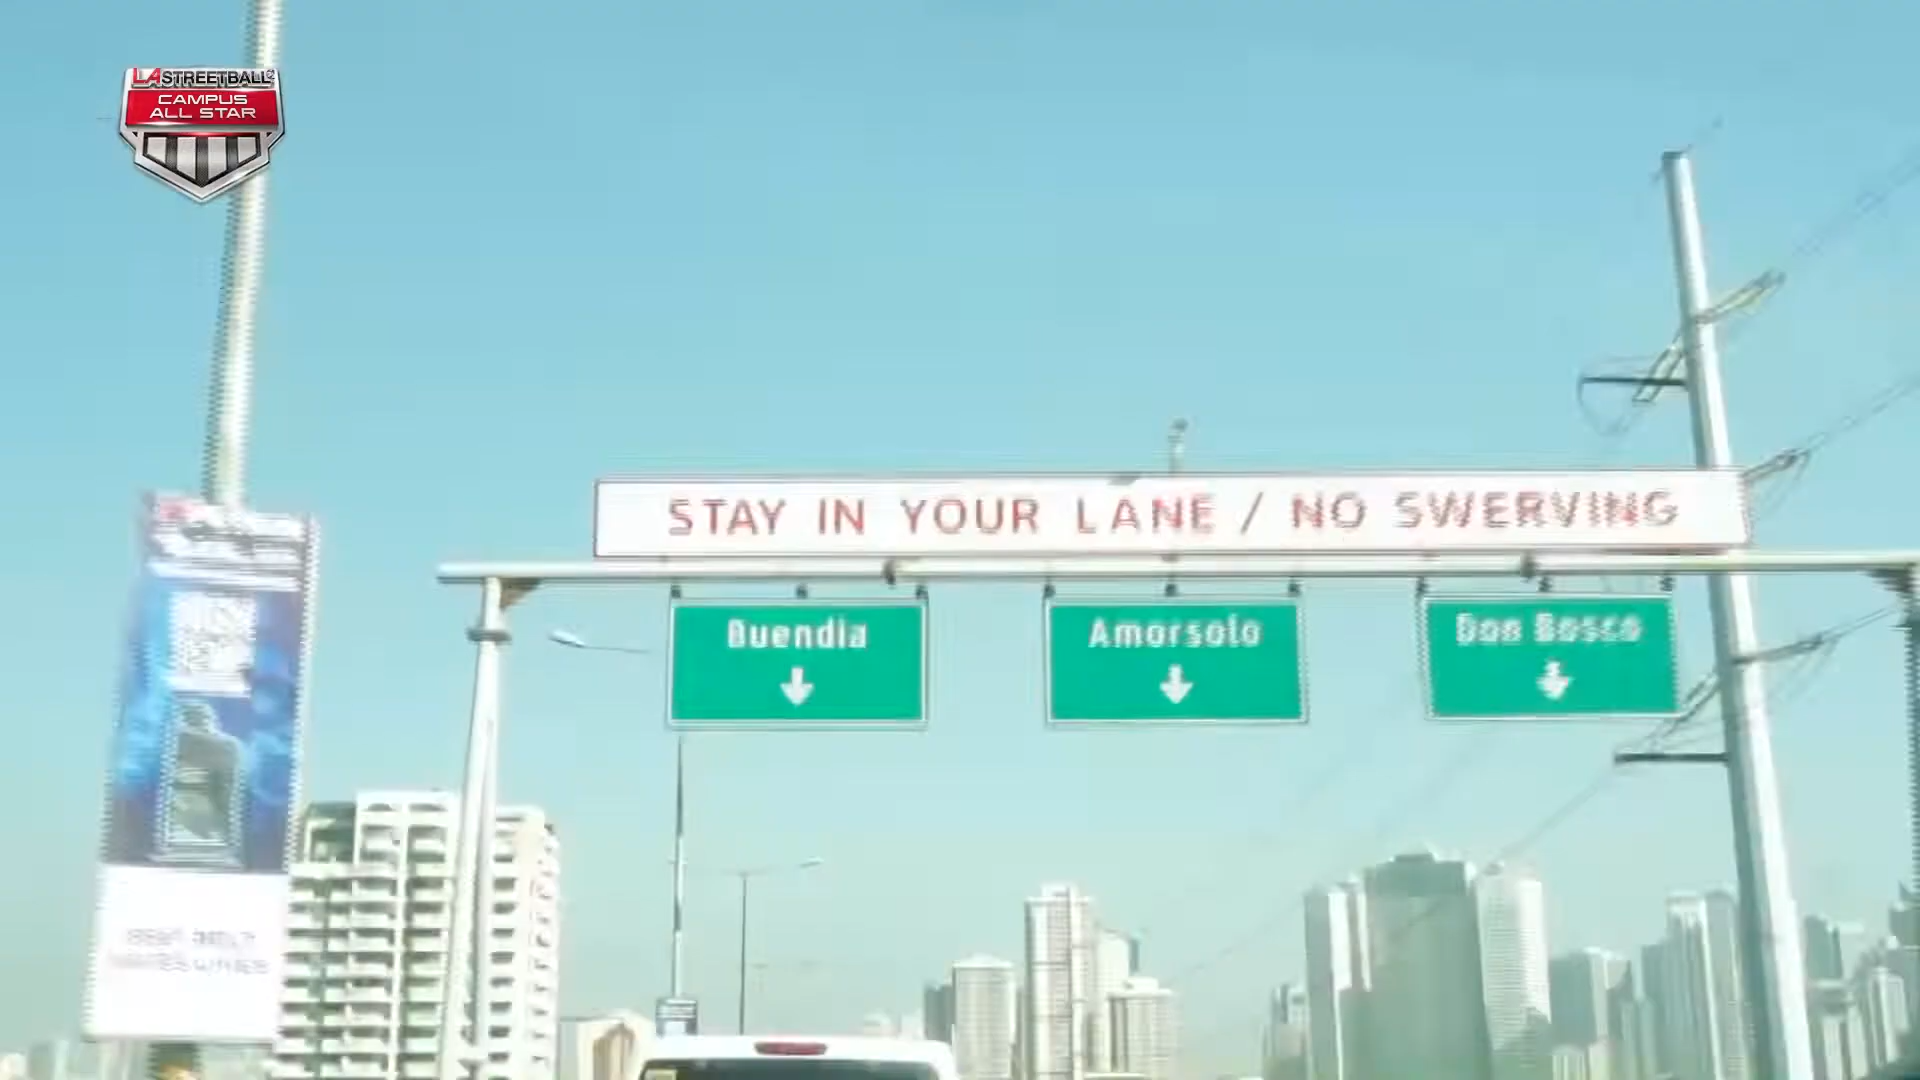 LA STREETBALL
CAMPUS
ALL STAR
STAY IN YOUR LANE / NO SWERVING
Buendia
Amorsolo
Don Bosco